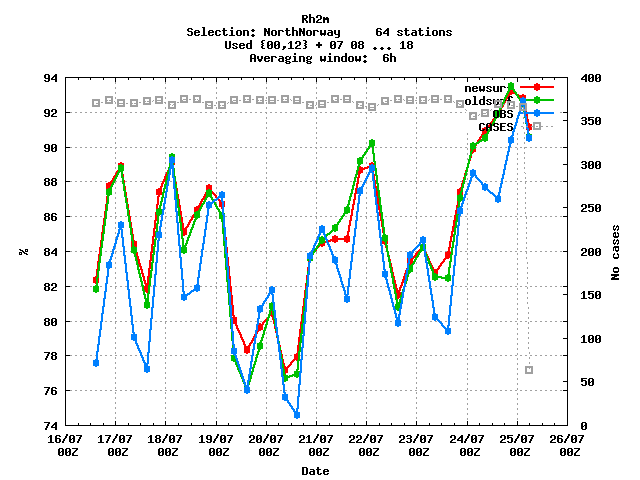 Rh2m
Selection: NorthNorway     64 stations
Used {00,12} + 07 08 ... 18
Averaging window:  6h
newsurf
oldsurf
OBS
CASES
%
No cases
94
92
90
88
86
84
82
80
78
76
74
400
350
300
250
200
150
100
50
0
16/07 17/07 18/07 19/07 20/07 21/07 22/07 23/07 24/07 25/07 26/07
00Z 00Z 00Z 00Z 00Z 00Z 00Z 00Z 00Z 00Z 00Z
Date